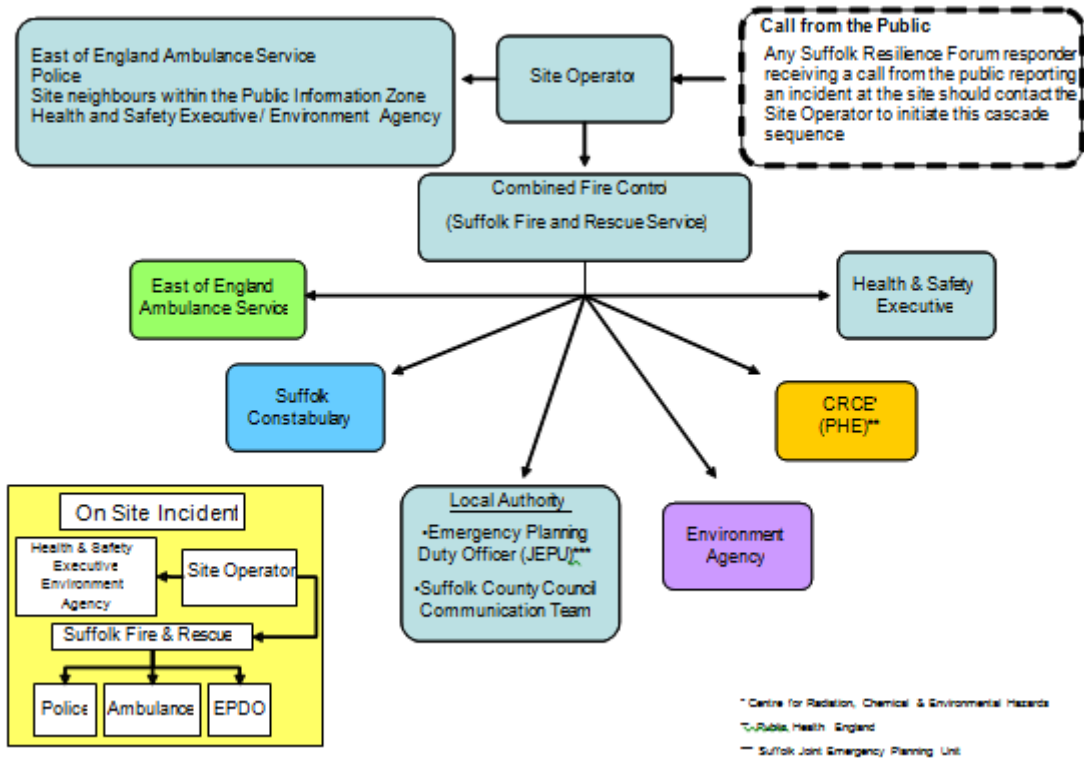 East of England Ambulance Service
Police
Site neighbours within the Public Information Zone
Health and Safety Executive / Environment Agency
Site Operator
Call from the Public
Any Suffolk Resilience Forum responder
receiving a call from the public reporting
an incident at the site should contact the
Site Operator to initiate this cascade
sequence
Combined Fire Control
(Suffolk Fire and Rescue Service)
East of England
Ambulance Service
Health & Safety
Executive
Suffolk
Constabulary
CRCE*
(PHE)**
Local Authority
•Emergency Planning
Duty Officer (JEPU)***
•Suffolk County Council
Communication Team
Environment
Agency
On Site Incident
Health & Safety
Executive
Environment
Agency
Site Operator
Suffolk Fire & Rescue
Police
Ambulance
EPDO
* Centre for Radiation, Chemical & Environmental Hazards
** Public Health England
*** Suffolk Joint Emergency Planning Unit